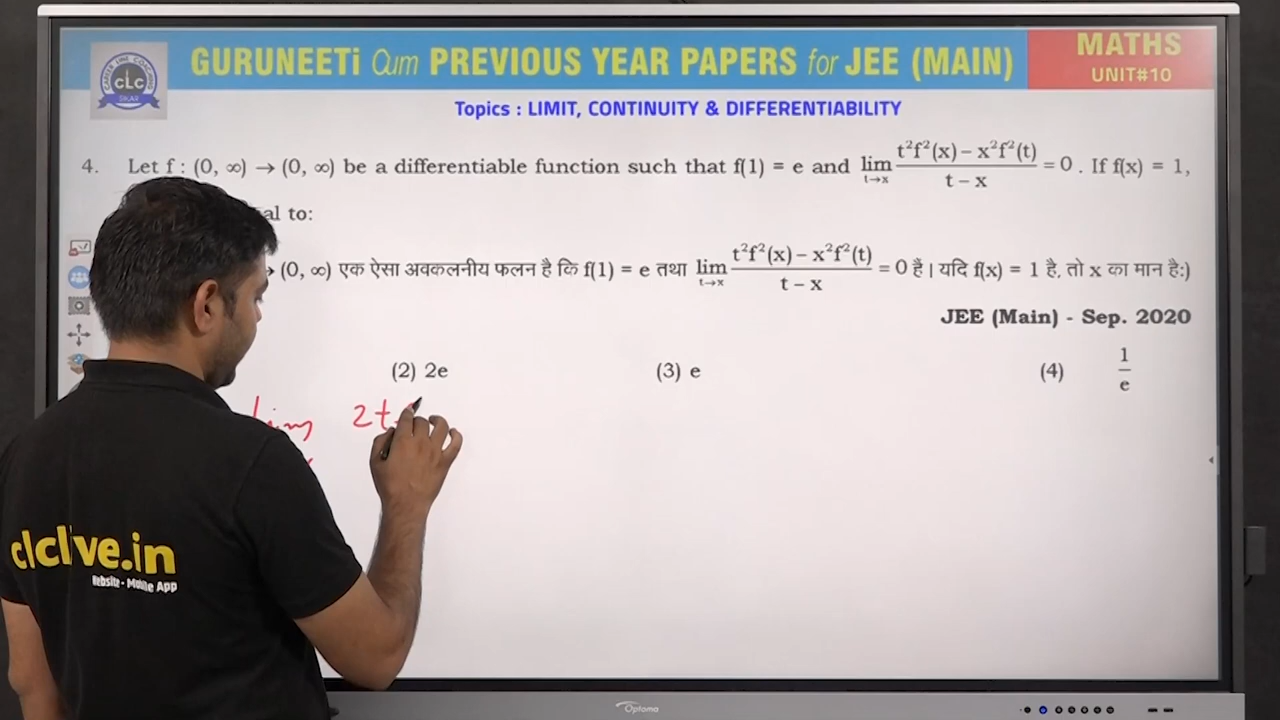 GURUNEETi Cum PREVIOUS YEAR PAPERS for JEE (MAIN)
MATHS
UNIT#10
CLC
SIKAR
Topics : LIMIT, CONTINUITY & DIFFERENTIABILITY
4. Let f : (0, ∞) → (0, ∞) be a differentiable function such that f(1) = e and lim t→x (t²f²(x) – x²f²(t))/(t – x) = 0 . If f(x) = 1,
al to:
→ (0, ∞) एक ऐसा अवकलनीय फलन है कि f(1) = e तथा lim t→x (t²f²(x) – x²f²(t))/(t – x) = 0 है। यदि f(x) = 1 है, तो x का मान है:)
JEE (Main) - Sep. 2020
(2) 2e (3) e (4) 1/e
lim 2t
clclive.in
Website - Mobile App
Optoma